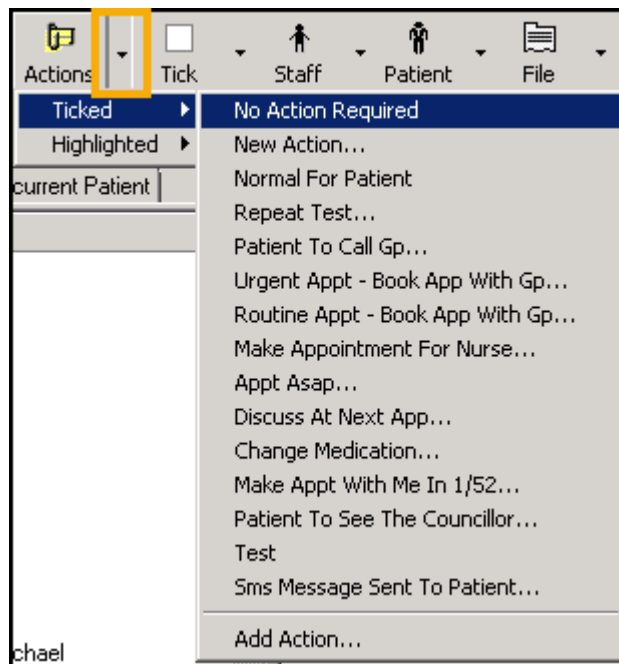 Actions Tick Staff Patient File
Ticked
Highlighted
current Patient
No Action Required
New Action...
Normal For Patient
Repeat Test...
Patient To Call Gp...
Urgent Appt - Book App With Gp...
Routine Appt - Book App With Gp...
Make Appointment For Nurse...
Appt Asap...
Discuss At Next App...
Change Medication...
Make Appt With Me In 1/52...
Patient To See The Councillor...
Test
Sms Message Sent To Patient...
Add Action...
chael